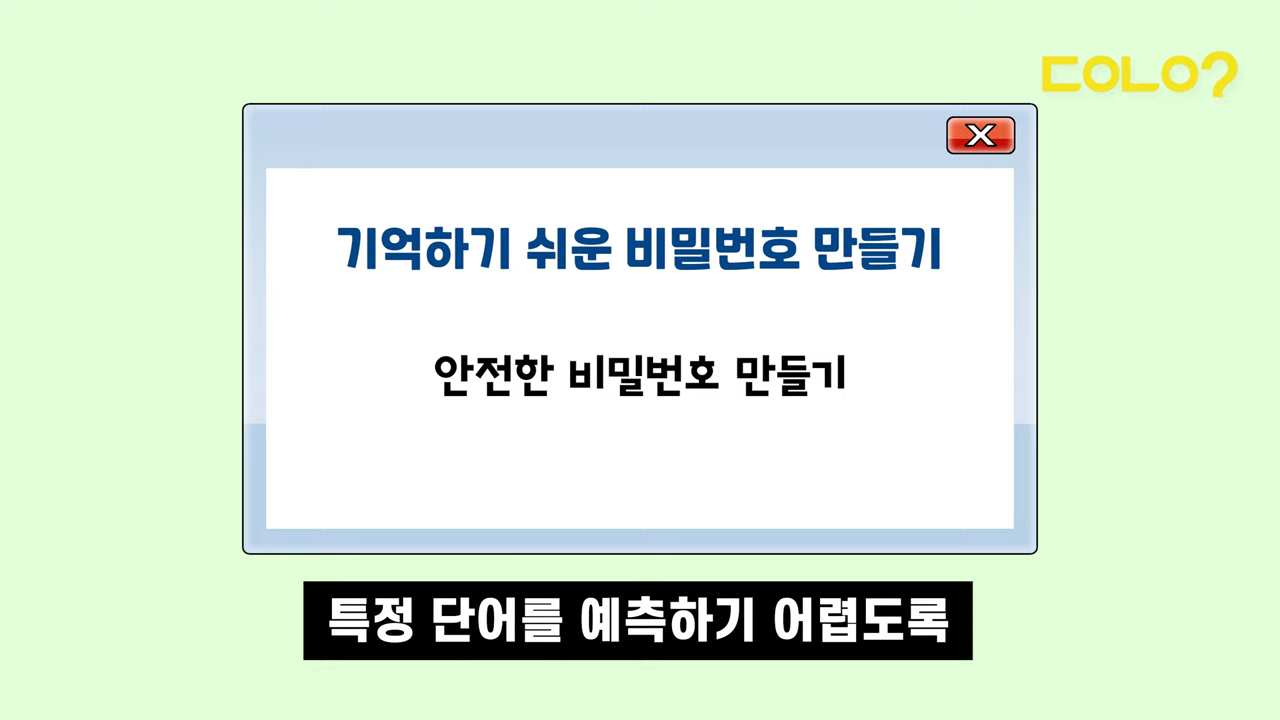 기억하기 쉬운 비밀번호 만들기
안전한 비밀번호 만들기
특정 단어를 예측하기 어렵도록